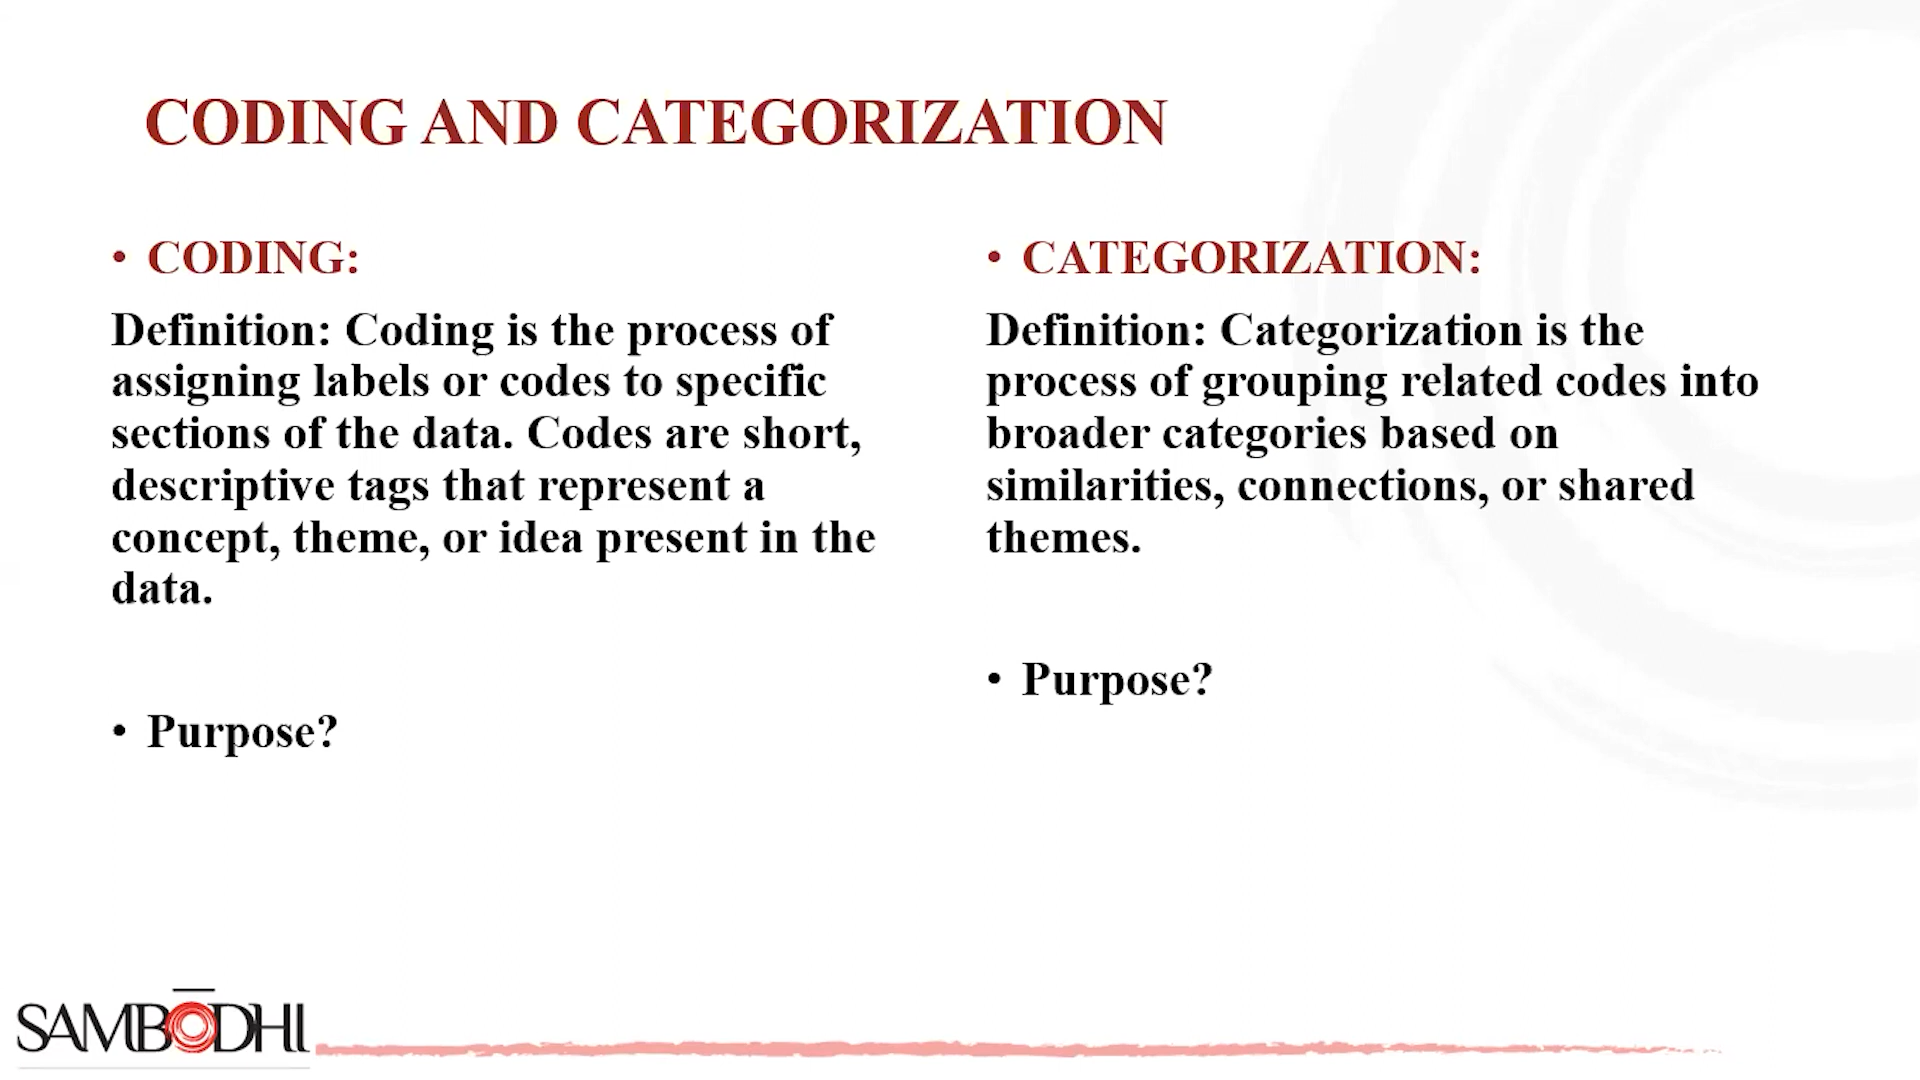 CODING AND CATEGORIZATION
• CODING:
Definition: Coding is the process of
assigning labels or codes to specific
sections of the data. Codes are short,
descriptive tags that represent a
concept, theme, or idea present in the
data.
• Purpose?
• CATEGORIZATION:
Definition: Categorization is the
process of grouping related codes into
broader categories based on
similarities, connections, or shared
themes.
• Purpose?
SAMBŌDHI